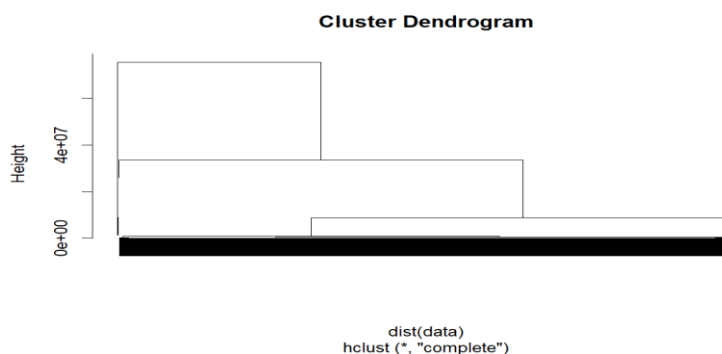 Cluster Dendrogram
Height
4e+07
0e+00
dist(data)
hclust (*, "complete")